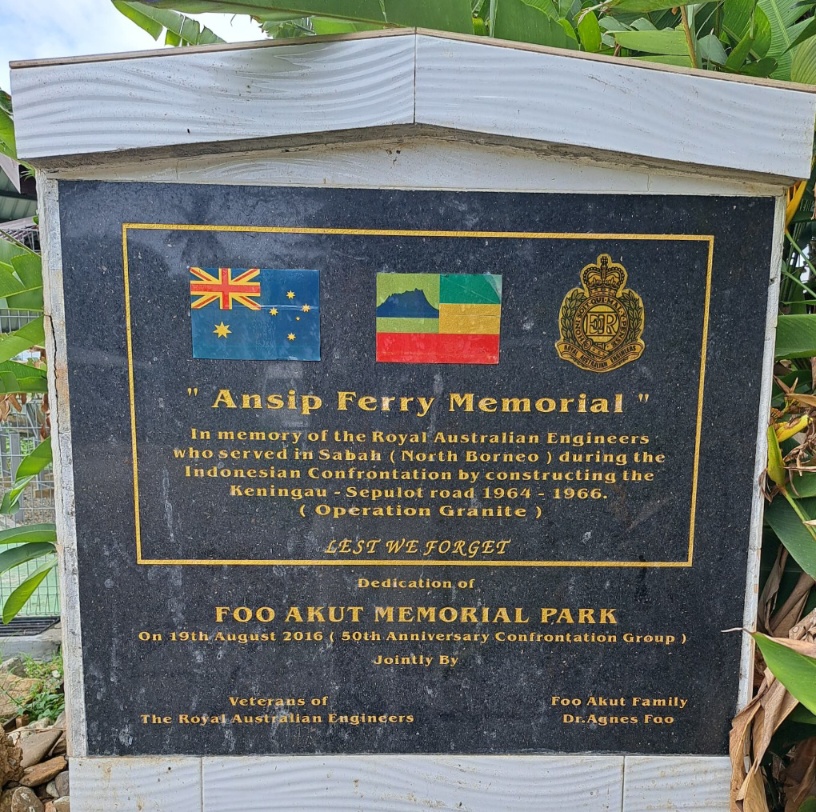 " Ansip Ferry Memorial "
In memory of the Royal Australian Engineers
who served in Sabah ( North Borneo ) during the
Indonesian Confrontation by constructing the
Keningau - Sepulot road 1964 - 1966.
( Operation Granite )
LEST WE FORGET
Dedication of
FOO AKUT MEMORIAL PARK
On 19th August 2016 ( 50th Anniversary Confrontation Group )
Jointly By
Veterans of
The Royal Australian Engineers
Foo Akut Family
Dr.Agnes Foo